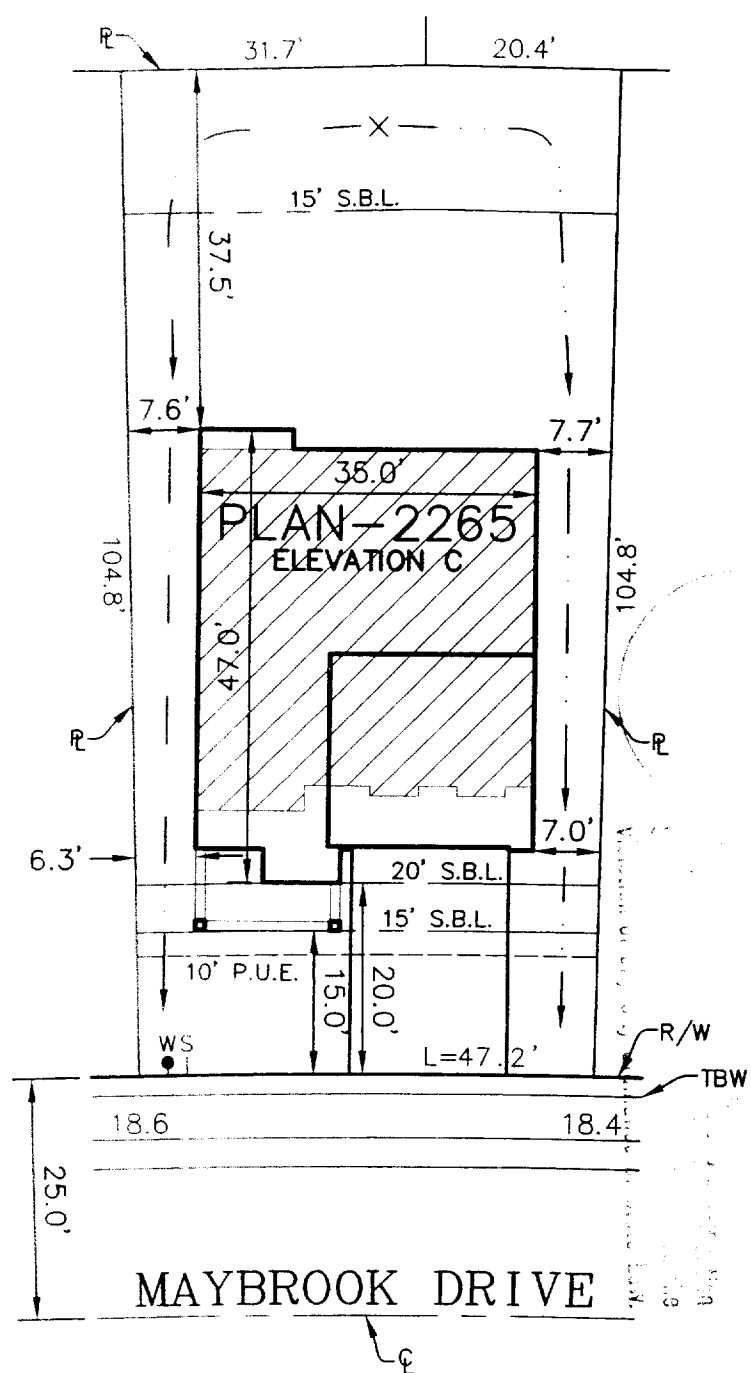 PL
31.7'
20.4'
15' S.B.L.
37.5'
7.6'
7.7'
35.0'
PLAN-2265
ELEVATION C
104.8'
104.8'
47.0'
PL
PL
7.0'
6.3'
20' S.B.L.
15' S.B.L.
10' P.U.E.
15.0'
20.0'
WS
L=47.2'
R/W
TBW
18.6
18.4
25.0'
MAYBROOK DRIVE
CL